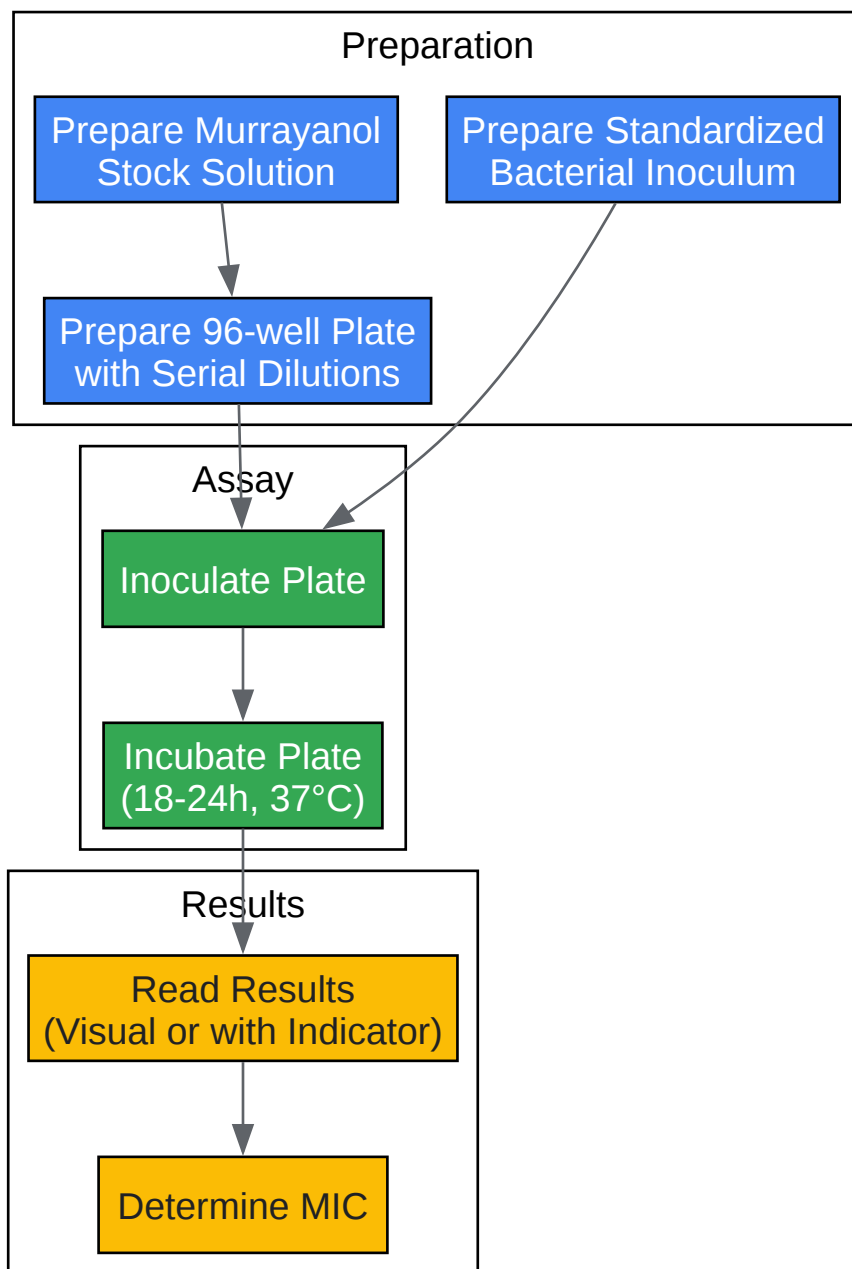 Preparation
Prepare Murrayanol
Stock Solution
Prepare Standardized
Bacterial Inoculum
Prepare 96-well Plate
with Serial Dilutions
Assay
Inoculate Plate
Incubate Plate
(18-24h, 37°C)
Results
Read Results
(Visual or with Indicator)
Determine MIC